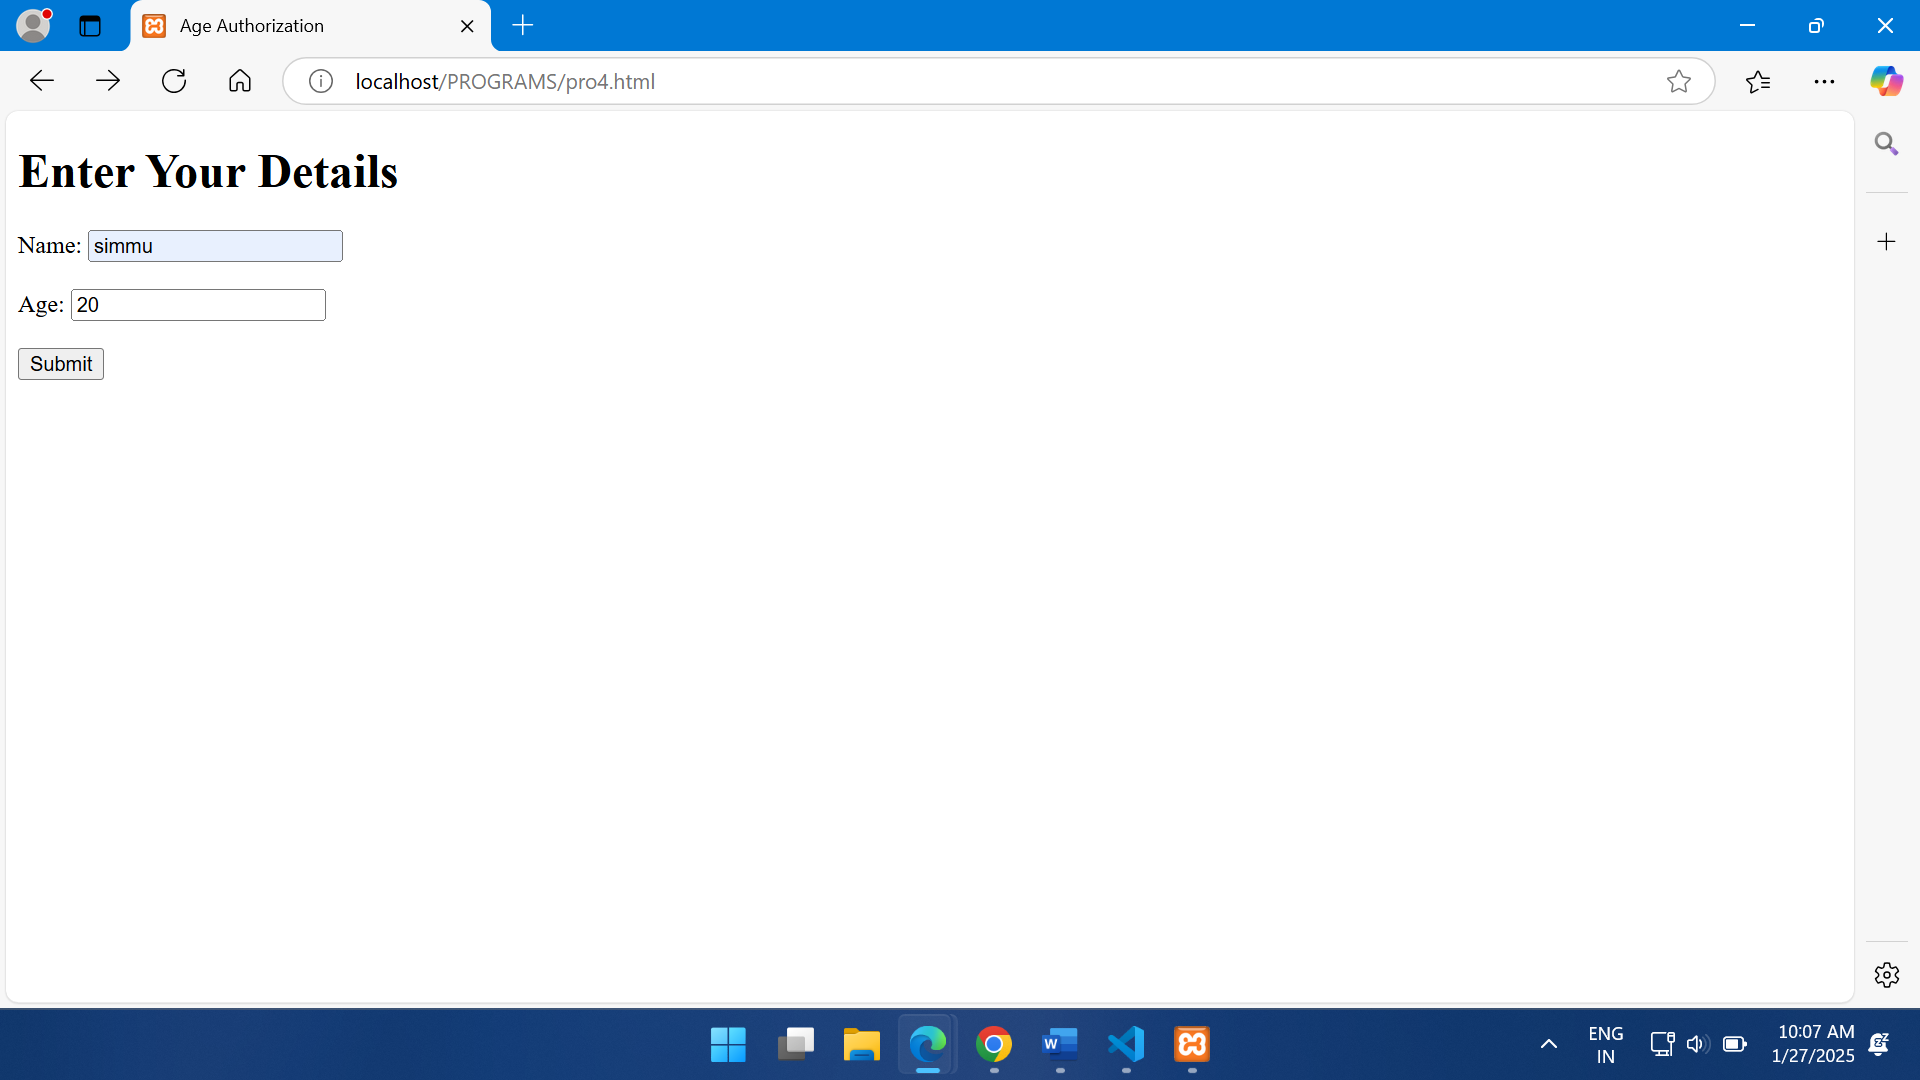 Age Authorization
localhost/PROGRAMS/pro4.html
Enter Your Details
Name: simmu
Age: 20
Submit
ENG
IN
10:07 AM
1/27/2025